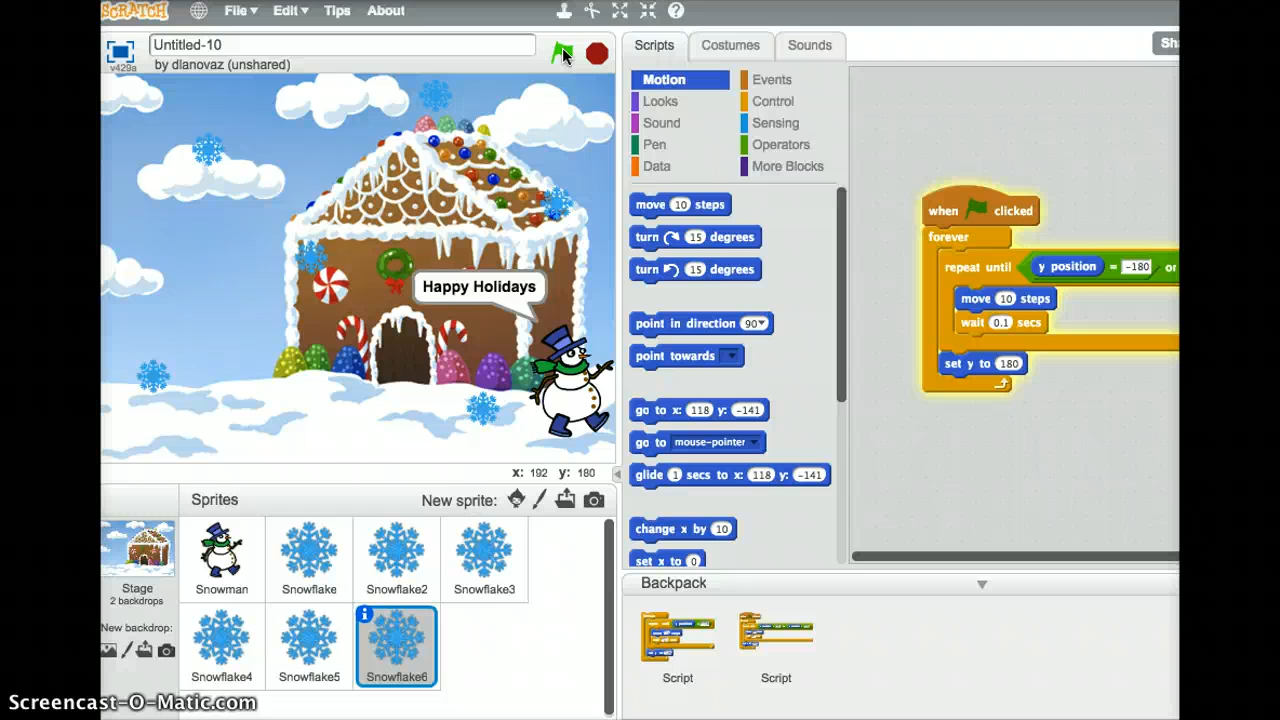 SCRATCH File▾ Edit▾ Tips About
Untitled-10
v429a by dlanovaz (unshared)
Happy Holidays
x: 192 y: 180
Scripts Costumes Sounds
Sha
Motion Events
Looks Control
Sound Sensing
Pen Operators
Data More Blocks
move 10 steps
turn 15 degrees
turn 15 degrees
point in direction 90▾
point towards
go to x: 118 y: -141
go to mouse-pointer
glide 1 secs to x: 118 y: -141
change x by 10
set x to 0
when clicked
forever
repeat until y position = -180 or
move 10 steps
wait 0.1 secs
set y to 180
Sprites New sprite:
Stage
2 backdrops
New backdrop:
Snowman Snowflake Snowflake2 Snowflake3
Snowflake4 Snowflake5 Snowflake6
i
Backpack
Script Script
Screencast-O-Matic.com